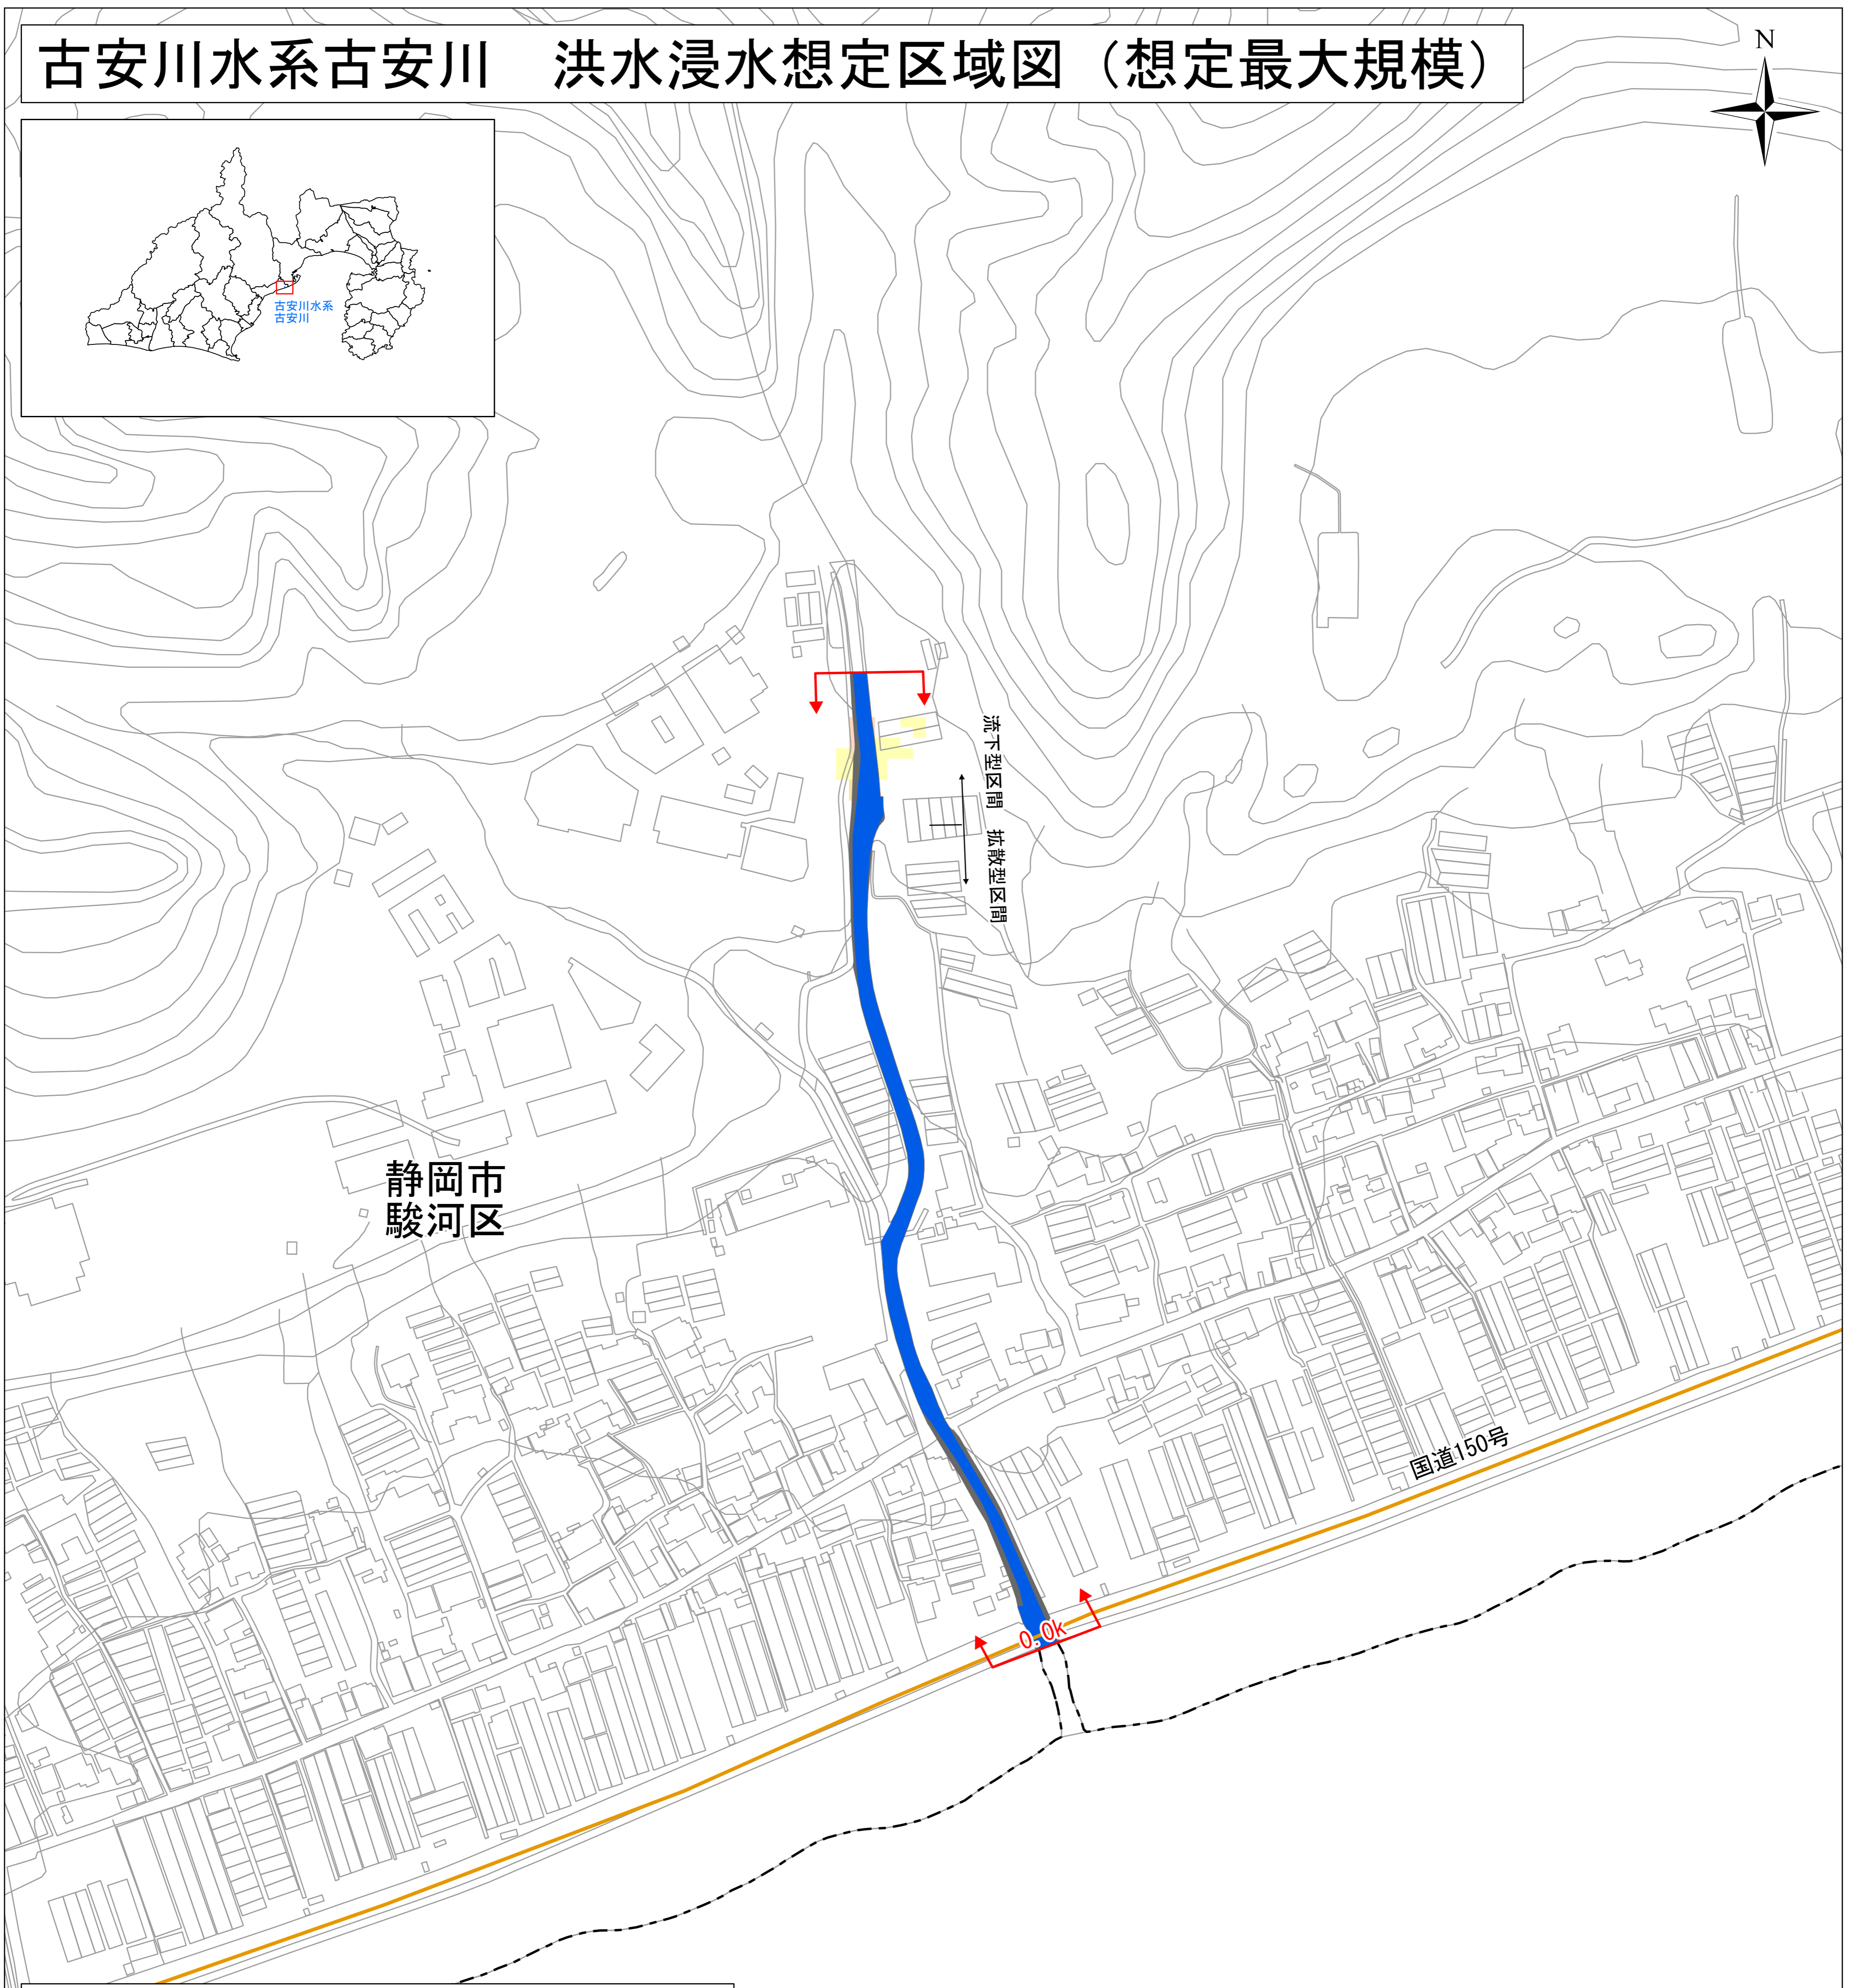 古安川水系古安川　洪水浸水想定区域図（想定最大規模）
N
古安川水系
古安川
流下型区間
拡散型区間
静岡市
駿河区
国道150号
0.0k